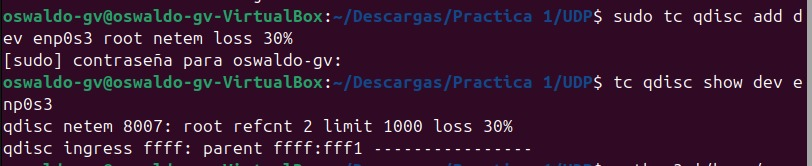 oswaldo-gv@oswaldo-gv-VirtualBox:~/Descargas/Practica 1/UDP$ sudo tc qdisc add d
ev enp0s3 root netem loss 30%
[sudo] contraseña para oswaldo-gv:
oswaldo-gv@oswaldo-gv-VirtualBox:~/Descargas/Practica 1/UDP$ tc qdisc show dev e
np0s3
qdisc netem 8007: root refcnt 2 limit 1000 loss 30%
qdisc ingress ffff: parent ffff:fff1 ----------------